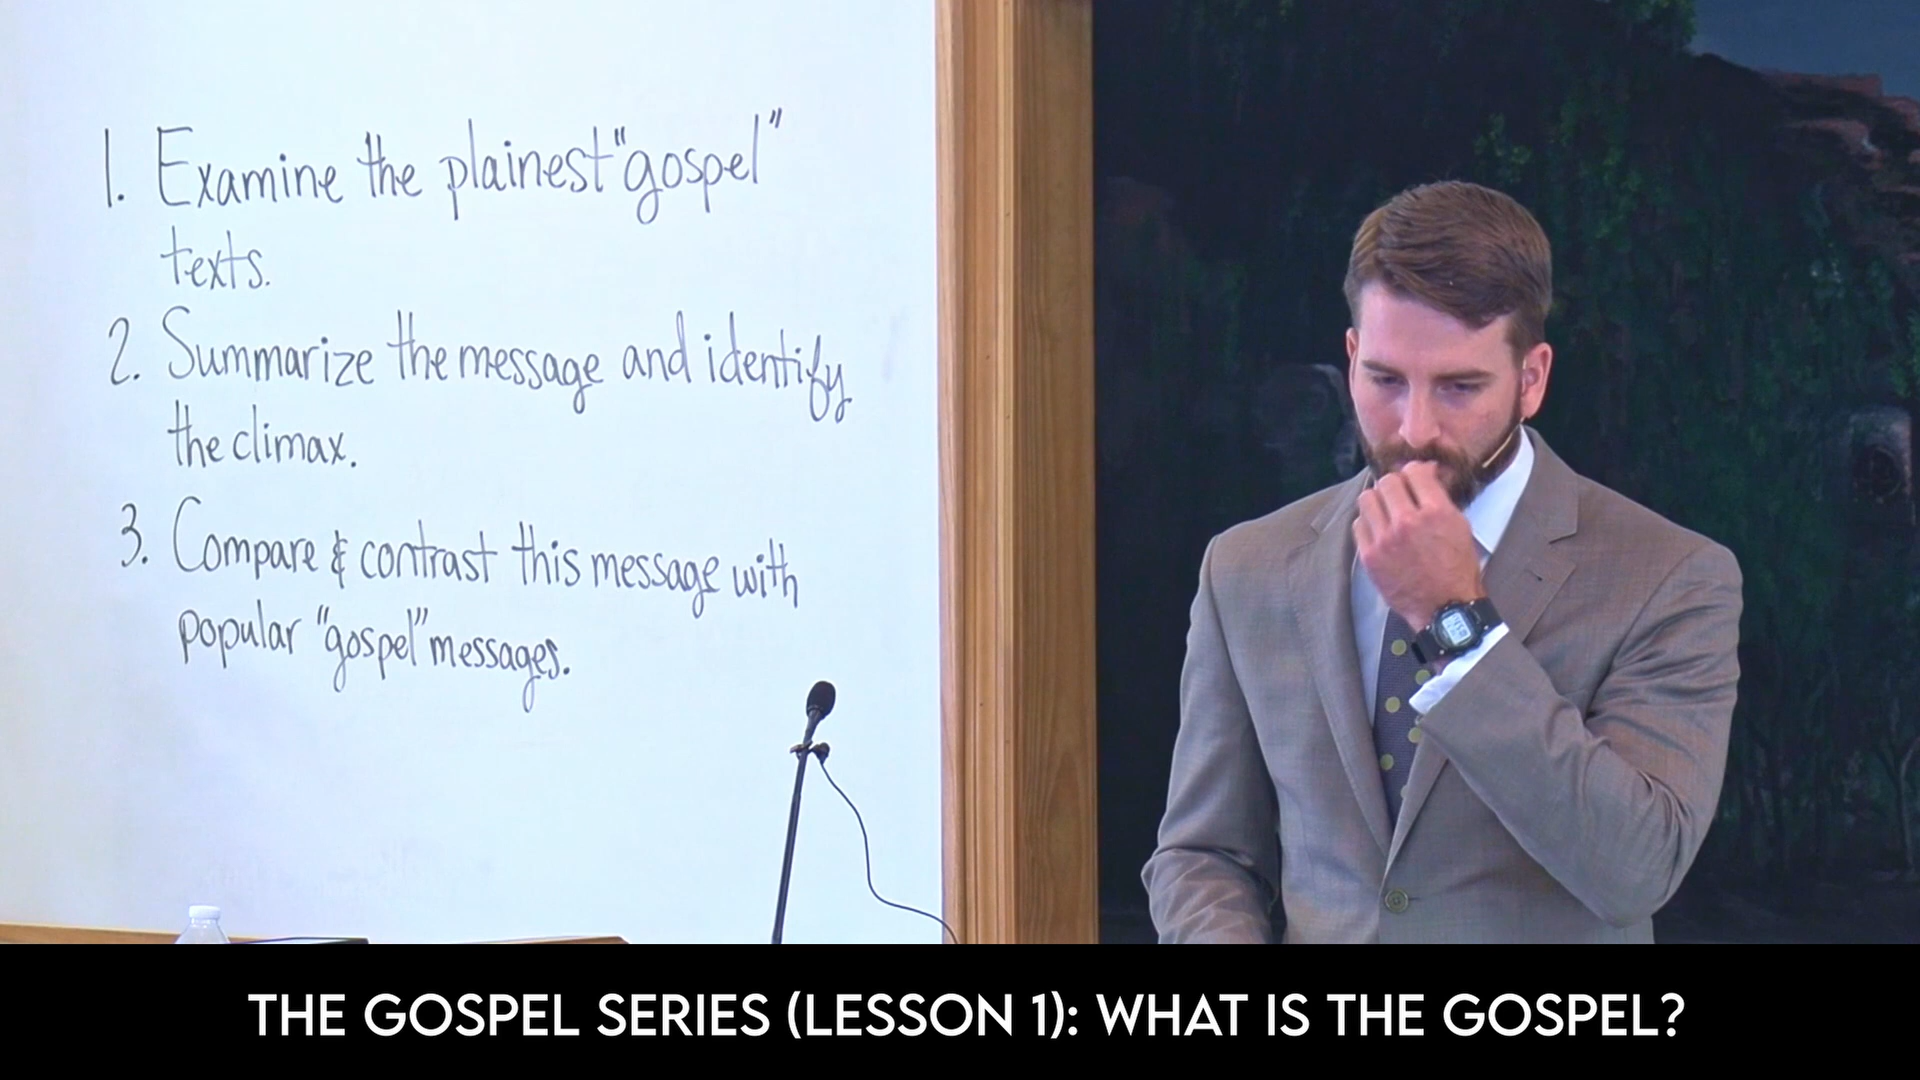 1. Examine the plainest "gospel"
texts.
2. Summarize the message and identify
the climax.
3. Compare & contrast this message with
popular "gospel" messages.
THE GOSPEL SERIES (LESSON 1): WHAT IS THE GOSPEL?